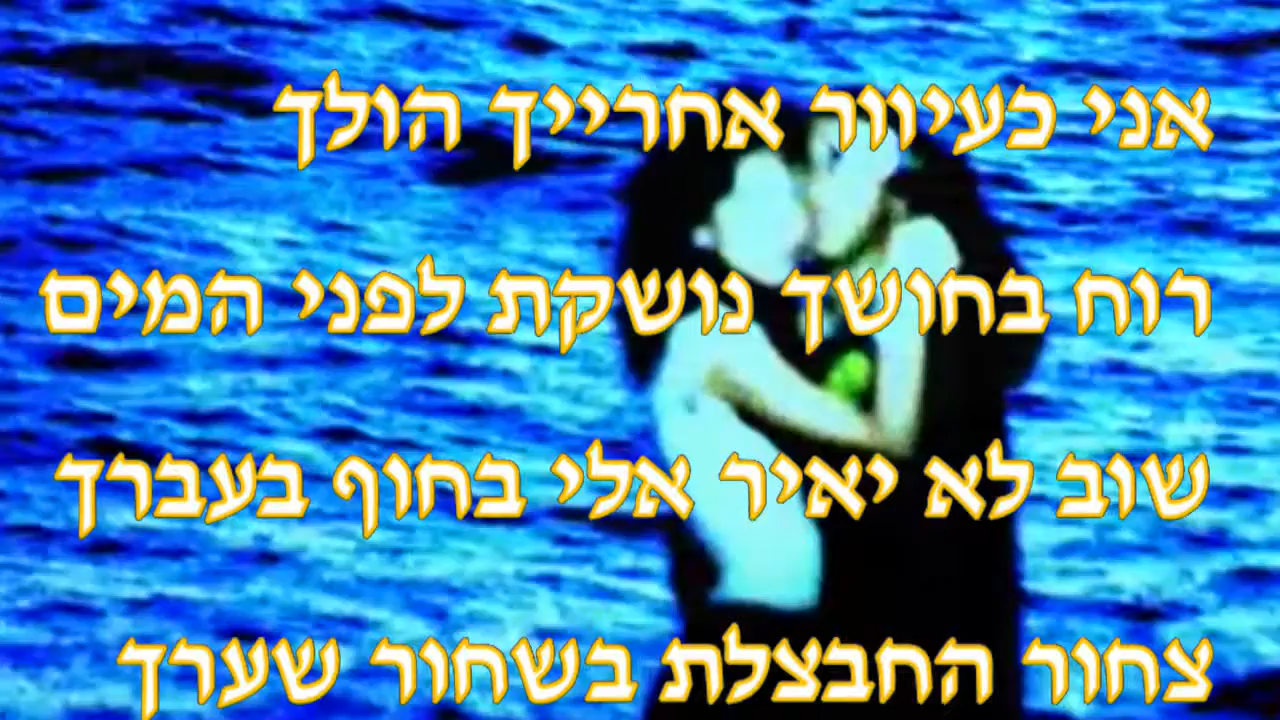 אני כעיוור אחרייך הולך
רוח בחושך נושקת לפני המים
שוב לא יאיר אלי בחוף בעברך
צחור החבצלת בשחור שערך